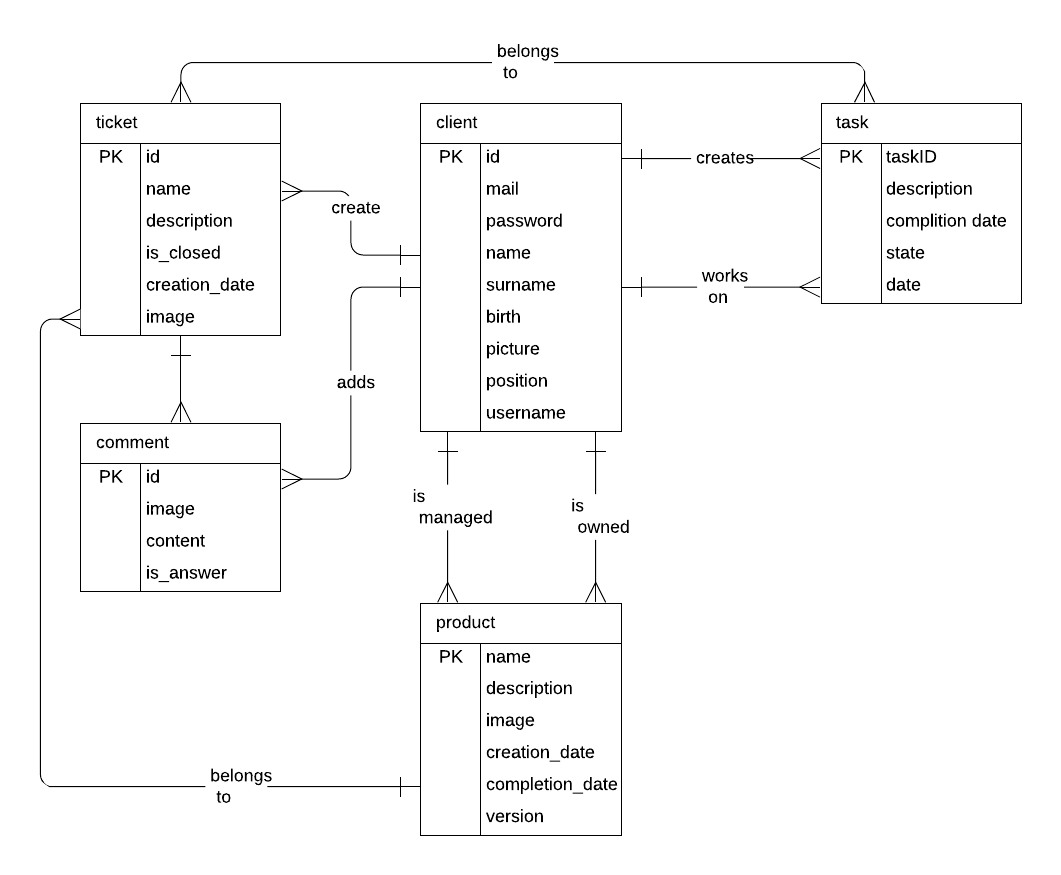 belongs
to
ticket
PK id
name
description
is_closed
creation_date
image
client
PK id
mail
password
name
surname
birth
picture
position
username
task
PK taskID
description
complition date
state
date
create
creates
works
on
adds
comment
PK id
image
content
is_answer
is
managed
is
owned
product
PK name
description
image
creation_date
completion_date
version
belongs
to